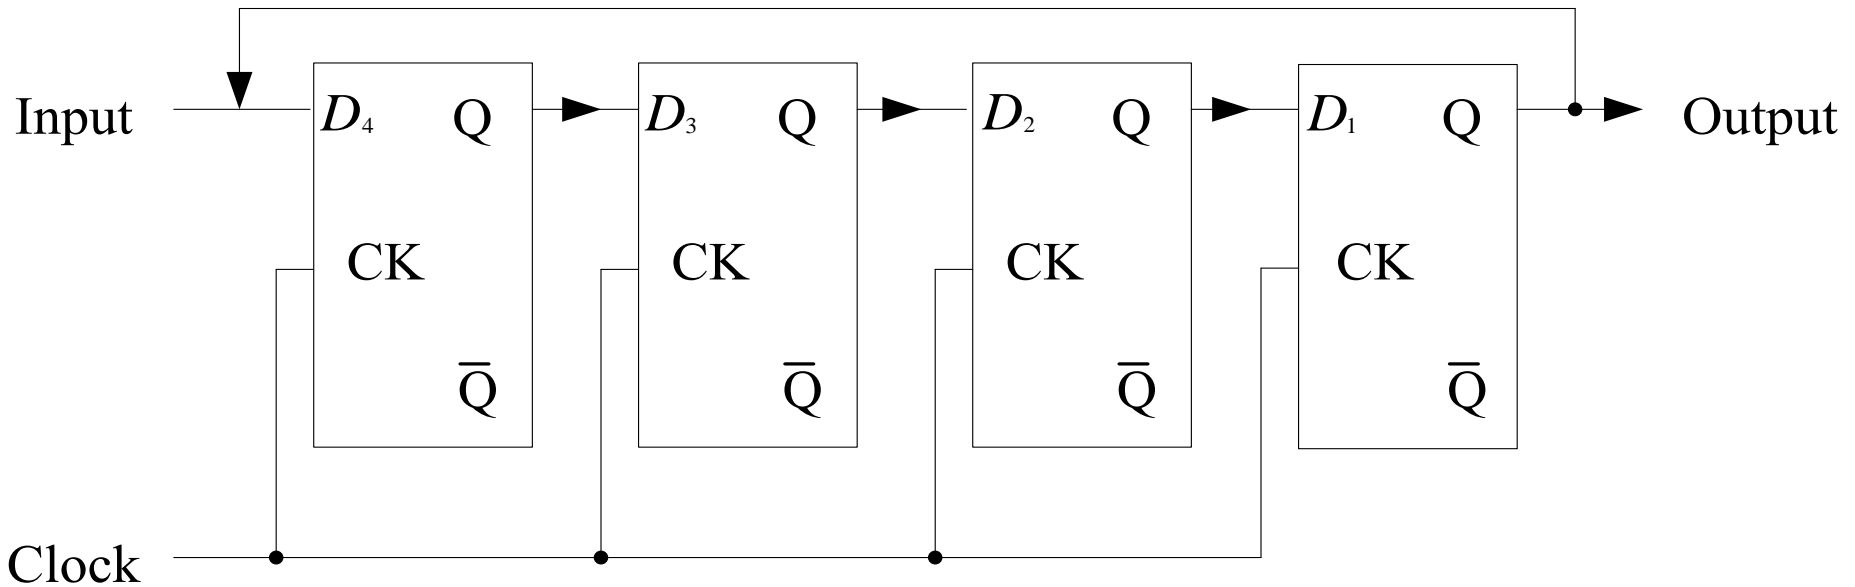 Input D₄ Q D₃ Q D₂ Q D₁ Q Output
CK CK CK CK
Q̅ Q̅ Q̅ Q̅
Clock